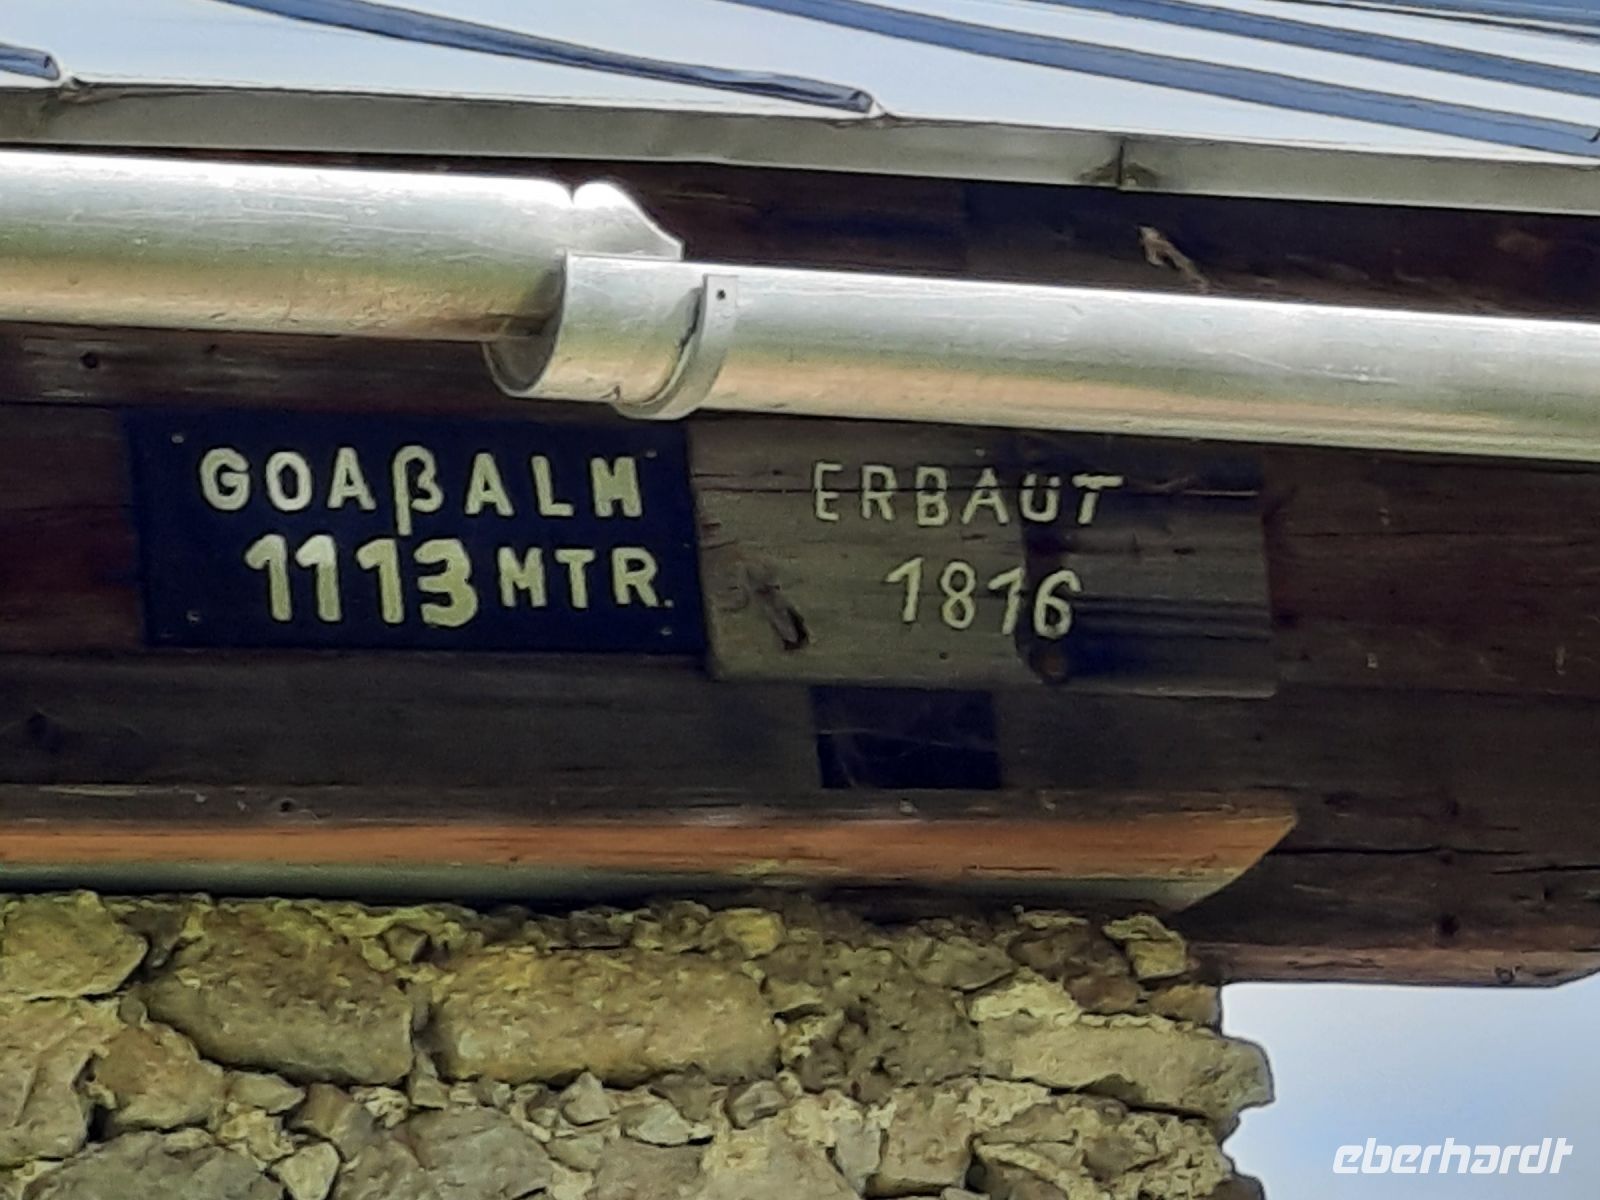 GOAßALM
1113 MTR.
ERBAUT
1816
eberhardt